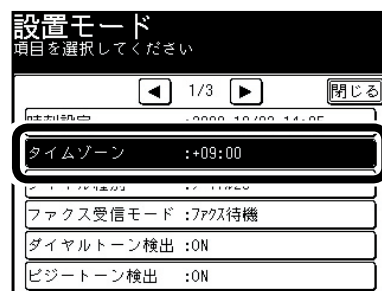 設置モード
項目を選択してください
◀ 1/3 ▶ 閉じる
タイムゾーン :+09:00
ファクス受信モード :ファクス待機
ダイヤルトーン検出 :ON
ビジートーン検出 :ON